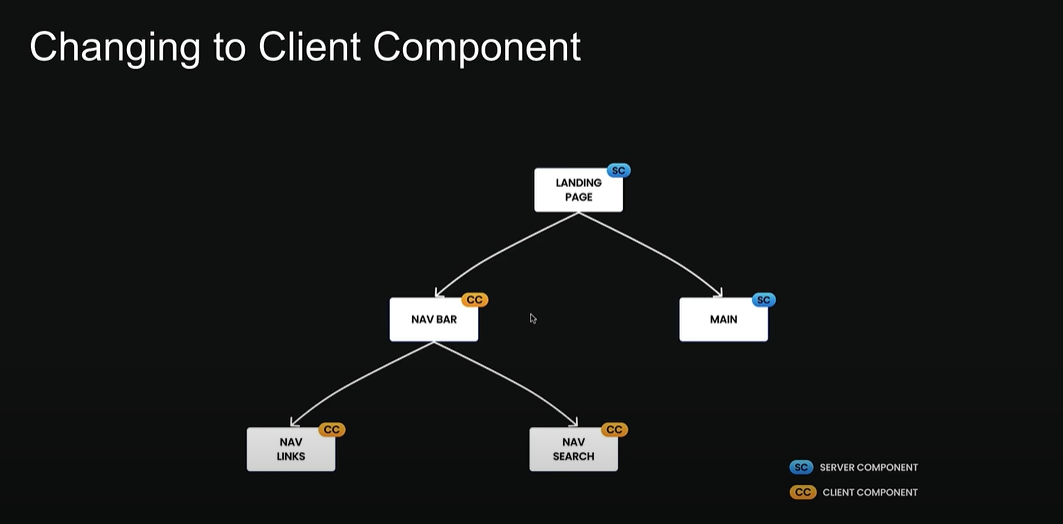 Changing to Client Component
SC
LANDING
PAGE
CC
NAV BAR
SC
MAIN
CC
NAV
LINKS
CC
NAV
SEARCH
SC SERVER COMPONENT
CC CLIENT COMPONENT